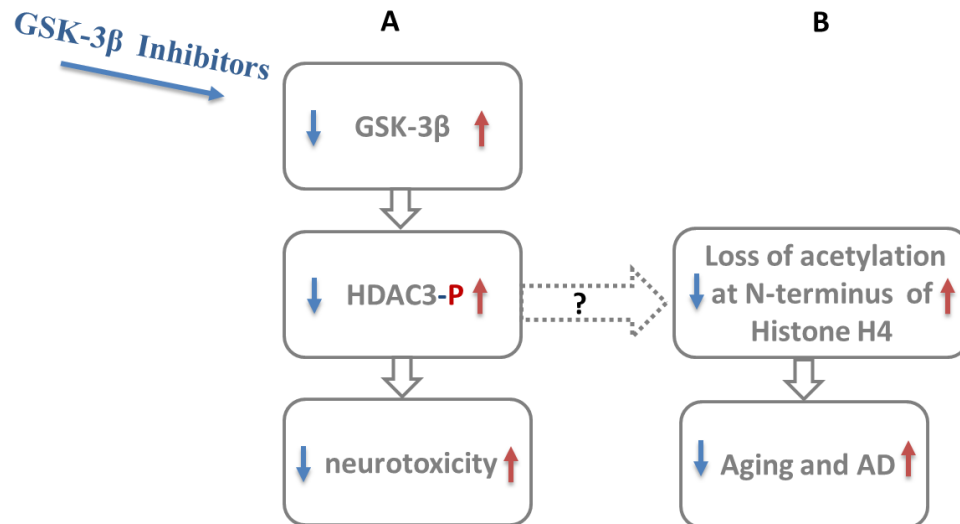 A
B
GSK-3β Inhibitors
GSK-3β
HDAC3-P
?
Loss of acetylation
at N-terminus of
Histone H4
neurotoxicity
Aging and AD